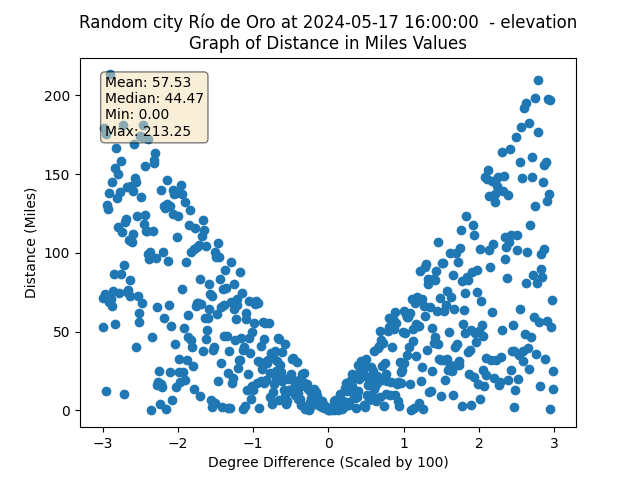 Random city Río de Oro at 2024-05-17 16:00:00  - elevation
Graph of Distance in Miles Values
Mean: 57.53
Median: 44.47
Min: 0.00
Max: 213.25
200
150
100
50
0
Distance (Miles)
−3 −2 −1 0 1 2 3
Degree Difference (Scaled by 100)